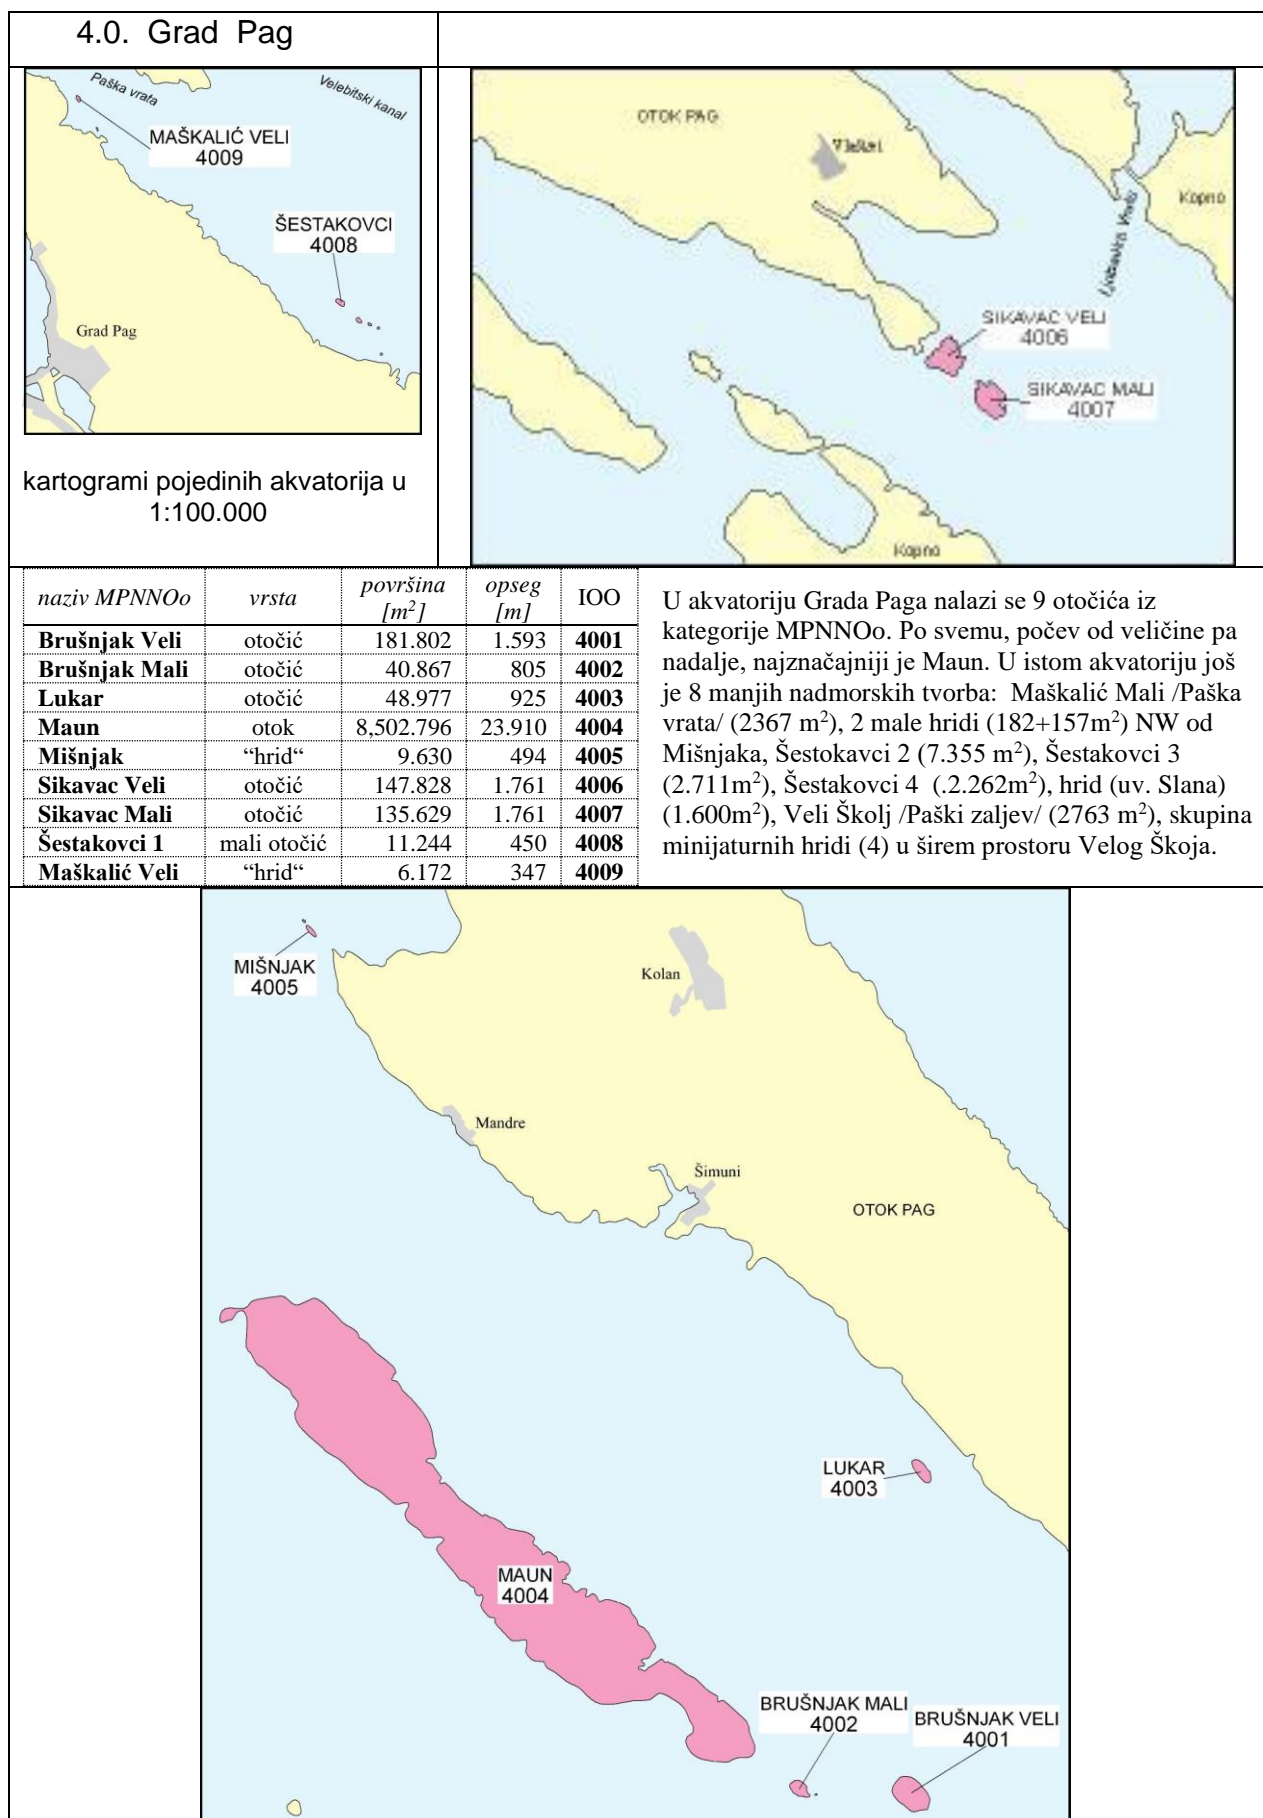 4.0. Grad Pag
Paška vrata
Velebitski kanal
MAŠKALIĆ VELI
4009
ŠESTAKOVCI
4008
Grad Pag
kartogrami pojedinih akvatorija u
1:100.000
OTOK PAG
Vlašići
Kopno
Ljubačka Vrata
SIKAVAC VELI
4006
SIKAVAC MALI
4007
Kopno
naziv MPNNOo vrsta površina [m²] opseg [m] IOO
Brušnjak Veli otočić 181.802 1.593 4001
Brušnjak Mali otočić 40.867 805 4002
Lukar otočić 48.977 925 4003
Maun otok 8,502.796 23.910 4004
Mišnjak “hrid“ 9.630 494 4005
Sikavac Veli otočić 147.828 1.761 4006
Sikavac Mali otočić 135.629 1.761 4007
Šestakovci 1 mali otočić 11.244 450 4008
Maškalić Veli “hrid“ 6.172 347 4009
U akvatoriju Grada Paga nalazi se 9 otočića iz
kategorije MPNNOo. Po svemu, počev od veličine pa
nadalje, najznačajniji je Maun. U istom akvatoriju još
je 8 manjih nadmorskih tvorba: Maškalić Mali /Paška
vrata/ (2367 m²), 2 male hridi (182+157m²) NW od
Mišnjaka, Šestokavci 2 (7.355 m²), Šestakovci 3
(2.711m²), Šestakovci 4 (.2.262m²), hrid (uv. Slana)
(1.600m²), Veli Školj /Paški zaljev/ (2763 m²), skupina
minijaturnih hridi (4) u širem prostoru Velog Škoja.
MIŠNJAK
4005
Kolan
Mandre
Šimuni
OTOK PAG
LUKAR
4003
MAUN
4004
BRUŠNJAK MALI
4002
BRUŠNJAK VELI
4001